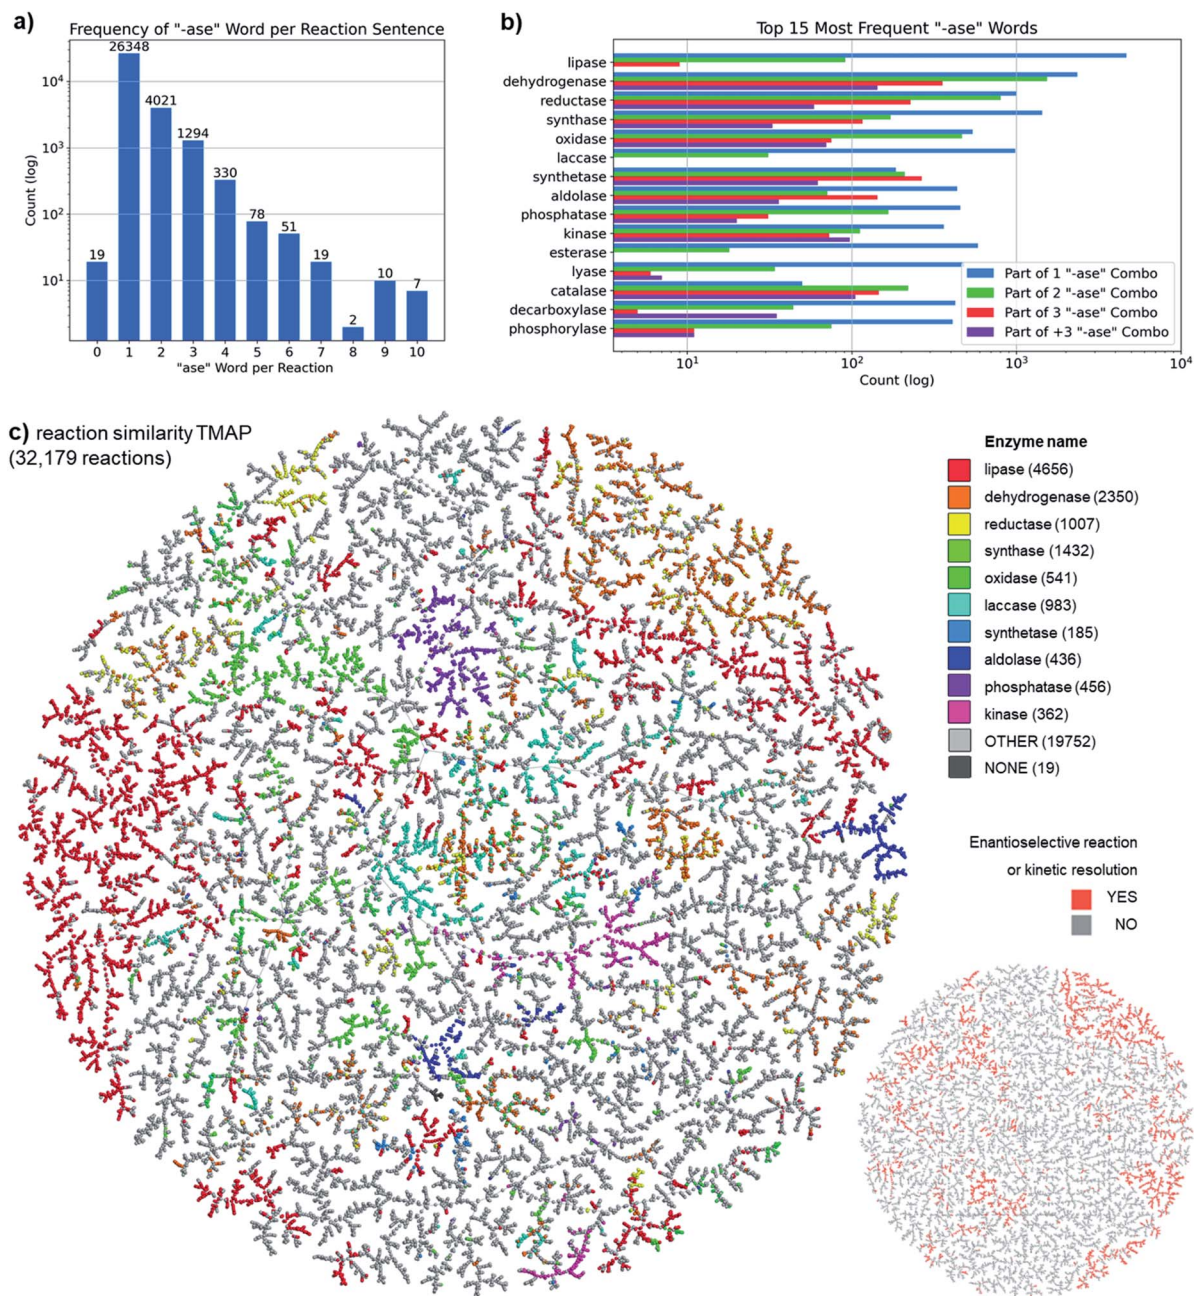 a)
Frequency of "-ase" Word per Reaction Sentence
Count (log)
10⁴
10³
10²
10¹
19
26348
4021
1294
330
78
51
19
2
10
7
0 1 2 3 4 5 6 7 8 9 10
"ase" Word per Reaction
b)
Top 15 Most Frequent "-ase" Words
lipase
dehydrogenase
reductase
synthase
oxidase
laccase
synthetase
aldolase
phosphatase
kinase
esterase
lyase
catalase
decarboxylase
phosphorylase
Part of 1 "-ase" Combo
Part of 2 "-ase" Combo
Part of 3 "-ase" Combo
Part of +3 "-ase" Combo
10¹ 10² 10³ 10⁴
Count (log)
c) reaction similarity TMAP
(32,179 reactions)
Enzyme name
lipase (4656)
dehydrogenase (2350)
reductase (1007)
synthase (1432)
oxidase (541)
laccase (983)
synthetase (185)
aldolase (436)
phosphatase (456)
kinase (362)
OTHER (19752)
NONE (19)
Enantioselective reaction
or kinetic resolution
YES
NO